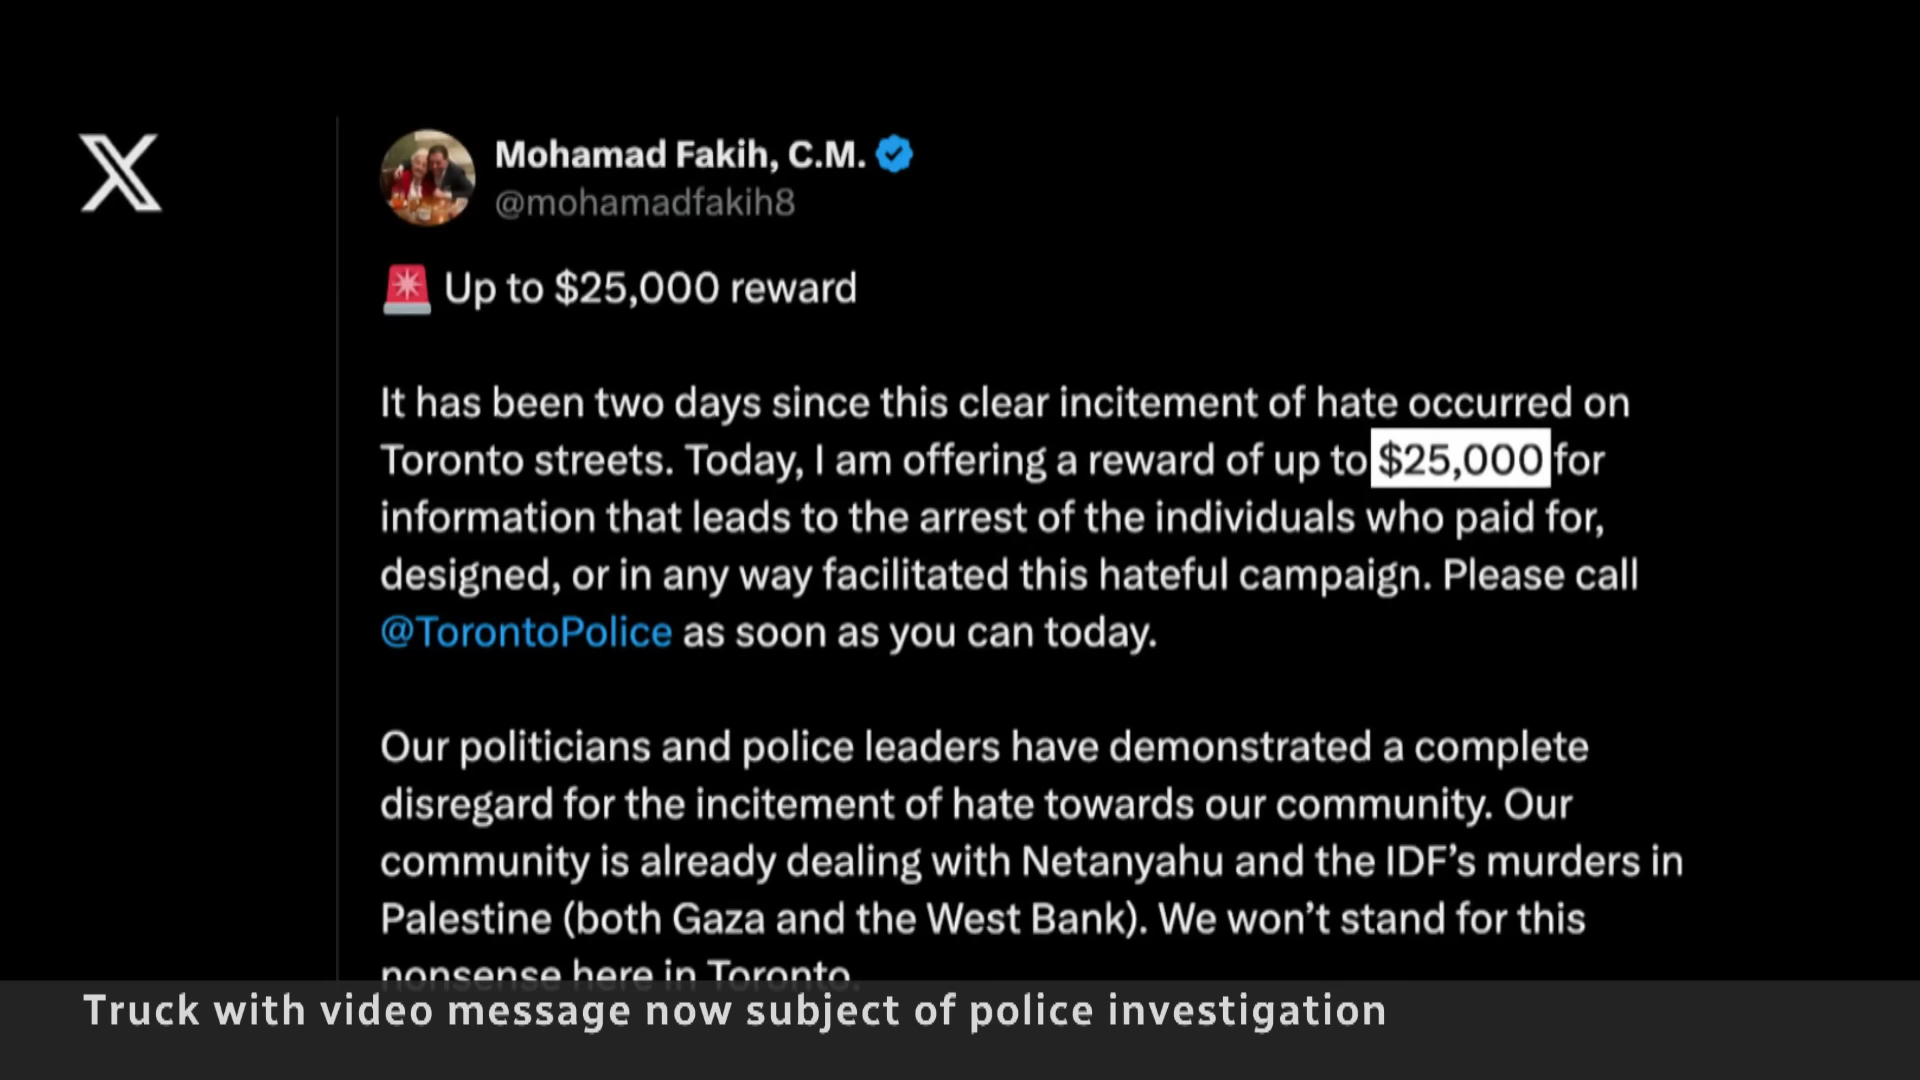 Mohamad Fakih, C.M.
@mohamadfakih8
Up to $25,000 reward
It has been two days since this clear incitement of hate occurred on
Toronto streets. Today, I am offering a reward of up to $25,000 for
information that leads to the arrest of the individuals who paid for,
designed, or in any way facilitated this hateful campaign. Please call
@TorontoPolice as soon as you can today.
Our politicians and police leaders have demonstrated a complete
disregard for the incitement of hate towards our community. Our
community is already dealing with Netanyahu and the IDF’s murders in
Palestine (both Gaza and the West Bank). We won’t stand for this
nonsense here in Toronto.
Truck with video message now subject of police investigation